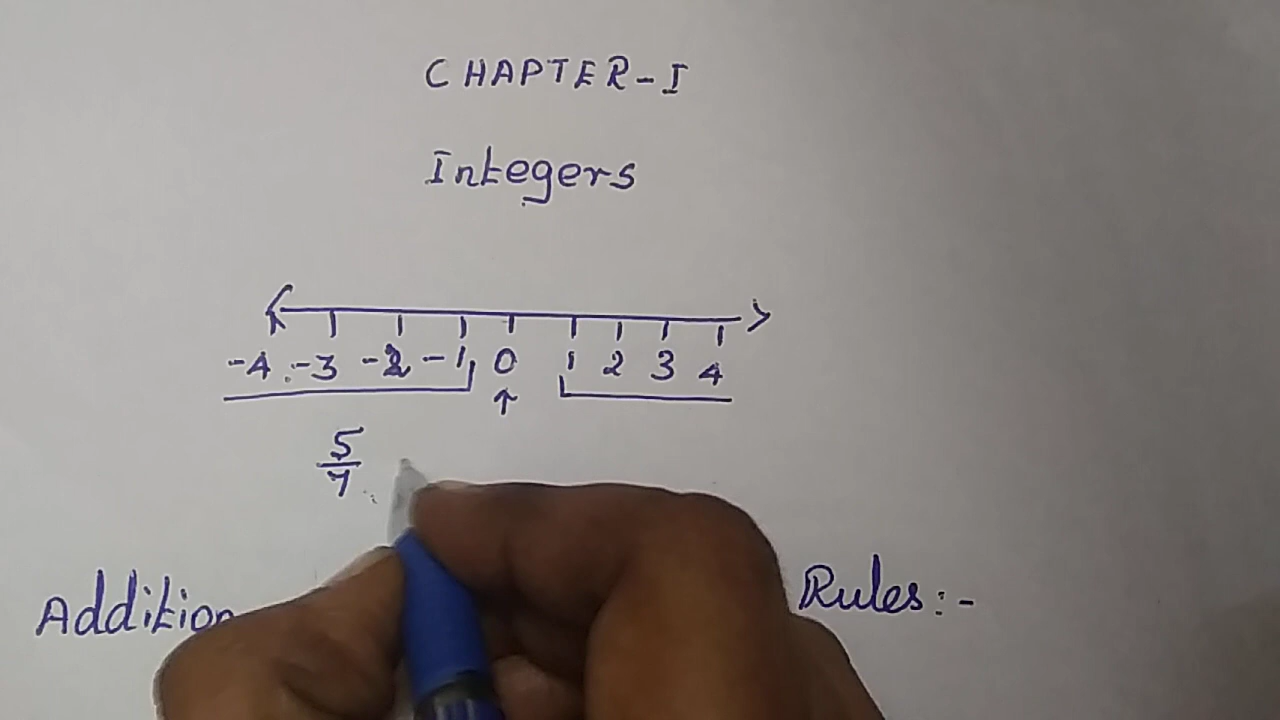 CHAPTER-I
Integers
-4 -3 -2 -1 0 1 2 3 4
↑
5/7
Addition Rules:-